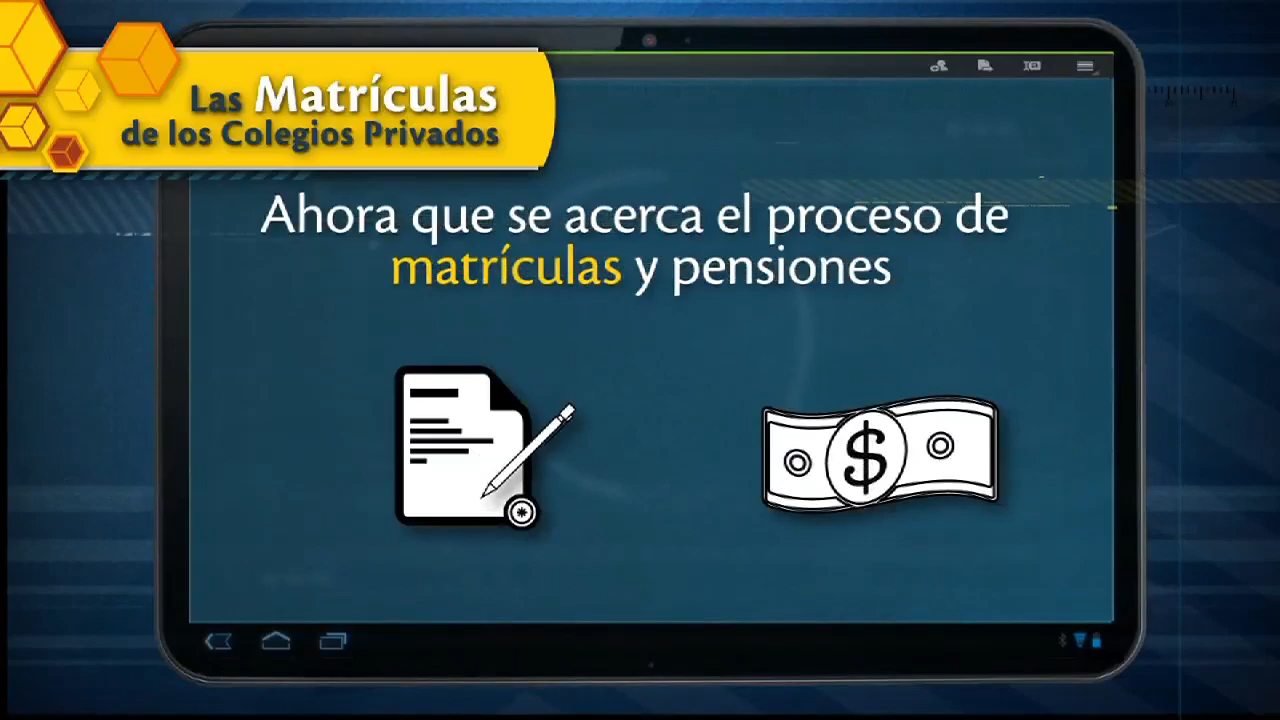 Las Matrículas
de los Colegios Privados
Ahora que se acerca el proceso de
matrículas y pensiones
$